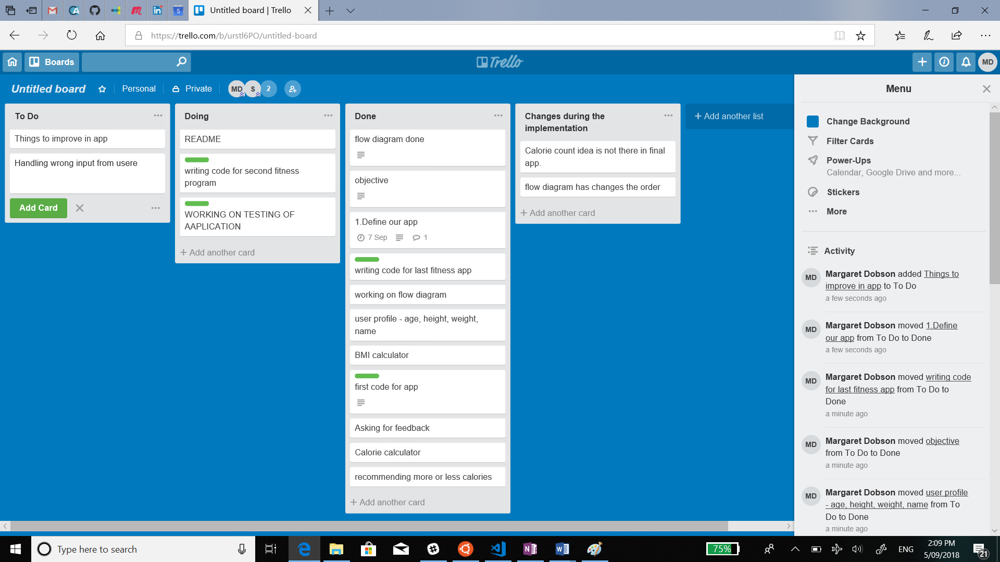 Untitled board | Trello
https://trello.com/b/urstl6PO/untitled-board
Boards
Trello
MD
Untitled board
Personal
Private
MD
S
2
To Do
Things to improve in app
Handling wrong input from usere
Add Card
Doing
README
writing code for second fitness
program
WORKING ON TESTING OF
AAPLICATION
+ Add another card
Done
flow diagram done
objective
1.Define our app
7 Sep
1
writing code for last fitness app
working on flow diagram
user profile - age, height, weight,
name
BMI calculator
first code for app
Asking for feedback
Calorie calculator
recommending more or less calories
+ Add another card
Changes during the
implementation
Calorie count idea is not there in final
app.
flow diagram has changes the order
+ Add another card
+ Add another list
Menu
Change Background
Filter Cards
Power-Ups
Calendar, Google Drive and more...
Stickers
More
Activity
MD
Margaret Dobson added Things to
improve in app to To Do
a few seconds ago
MD
Margaret Dobson moved 1.Define
our app from To Do to Done
a few seconds ago
MD
Margaret Dobson moved writing code
for last fitness app from To Do to
Done
a minute ago
MD
Margaret Dobson moved objective
from To Do to Done
a minute ago
MD
Margaret Dobson moved user profile
- age, height, weight, name from To
Do to Done
a minute ago
Type here to search
75%
ENG
2:09 PM
5/09/2018
21